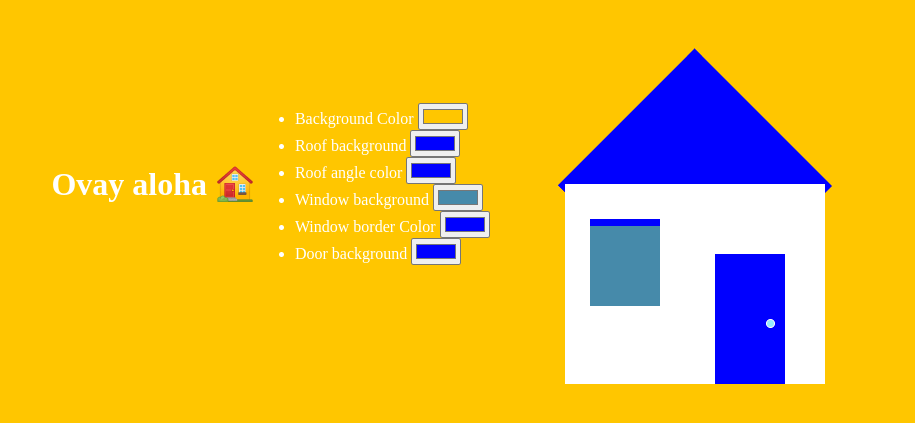 Ovay aloha 🏠
Background Color
Roof background
Roof angle color
Window background
Window border Color
Door background